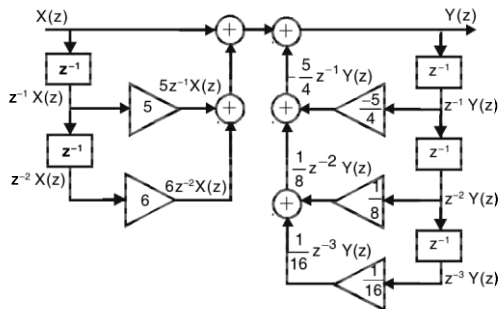 X(z) Y(z)
z⁻¹ z⁻¹
5z⁻¹X(z) -5/4 z⁻¹ Y(z)
z⁻¹ X(z) 5 -5/4 z⁻¹ Y(z)
z⁻¹ z⁻¹
z⁻² X(z) 6z⁻²X(z) 1/8 z⁻² Y(z)
6 1/8 z⁻² Y(z)
z⁻¹
1/16 z⁻³ Y(z)
1/16 z⁻³ Y(z)